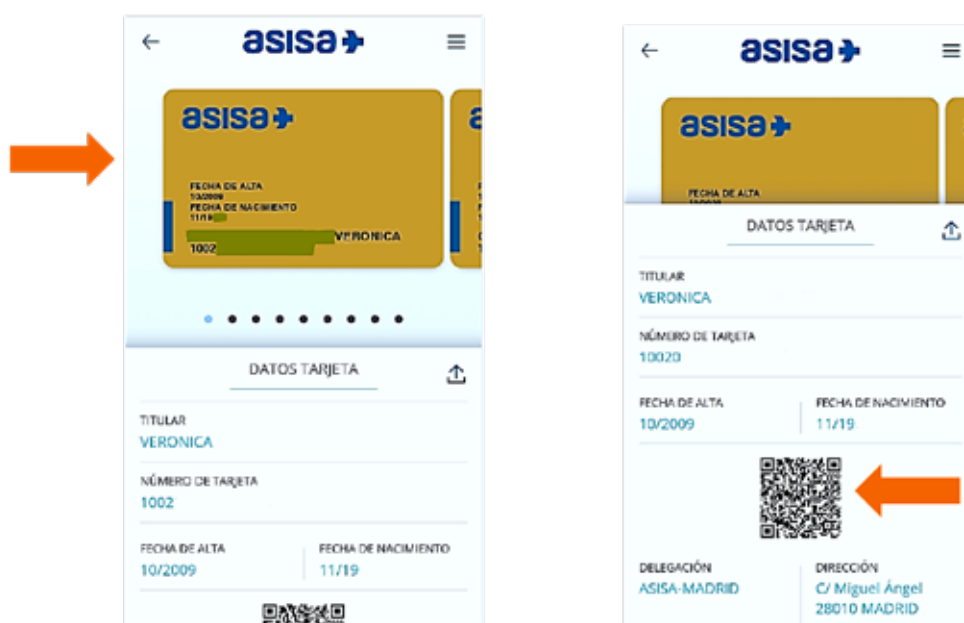 asisa
asisa
FECHA DE ALTA
10/2009
FECHA DE NACIMIENTO
11/19
VERONICA
1002
DATOS TARJETA
TITULAR
VERONICA
NÚMERO DE TARJETA
1002
FECHA DE ALTA
FECHA DE NACIMIENTO
10/2009
11/19
asisa
asisa
FECHA DE ALTA
DATOS TARJETA
TITULAR
VERONICA
NÚMERO DE TARJETA
10020
FECHA DE ALTA
FECHA DE NACIMIENTO
10/2009
11/19
DELEGACIÓN
DIRECCIÓN
ASISA-MADRID
C/ Miguel Ángel
28010 MADRID